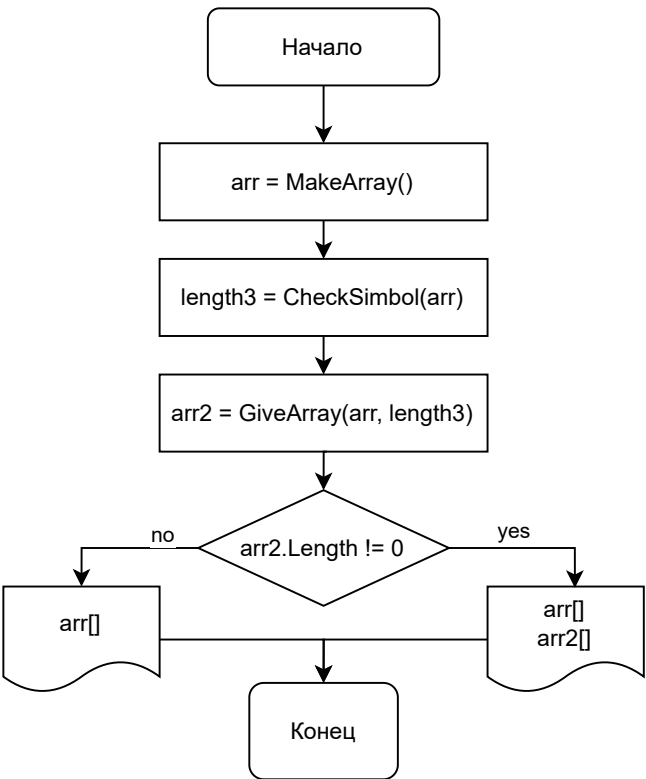 Начало
arr = MakeArray()
length3 = CheckSimbol(arr)
arr2 = GiveArray(arr, length3)
arr2.Length != 0
no
yes
arr[]
arr[]
arr2[]
Конец